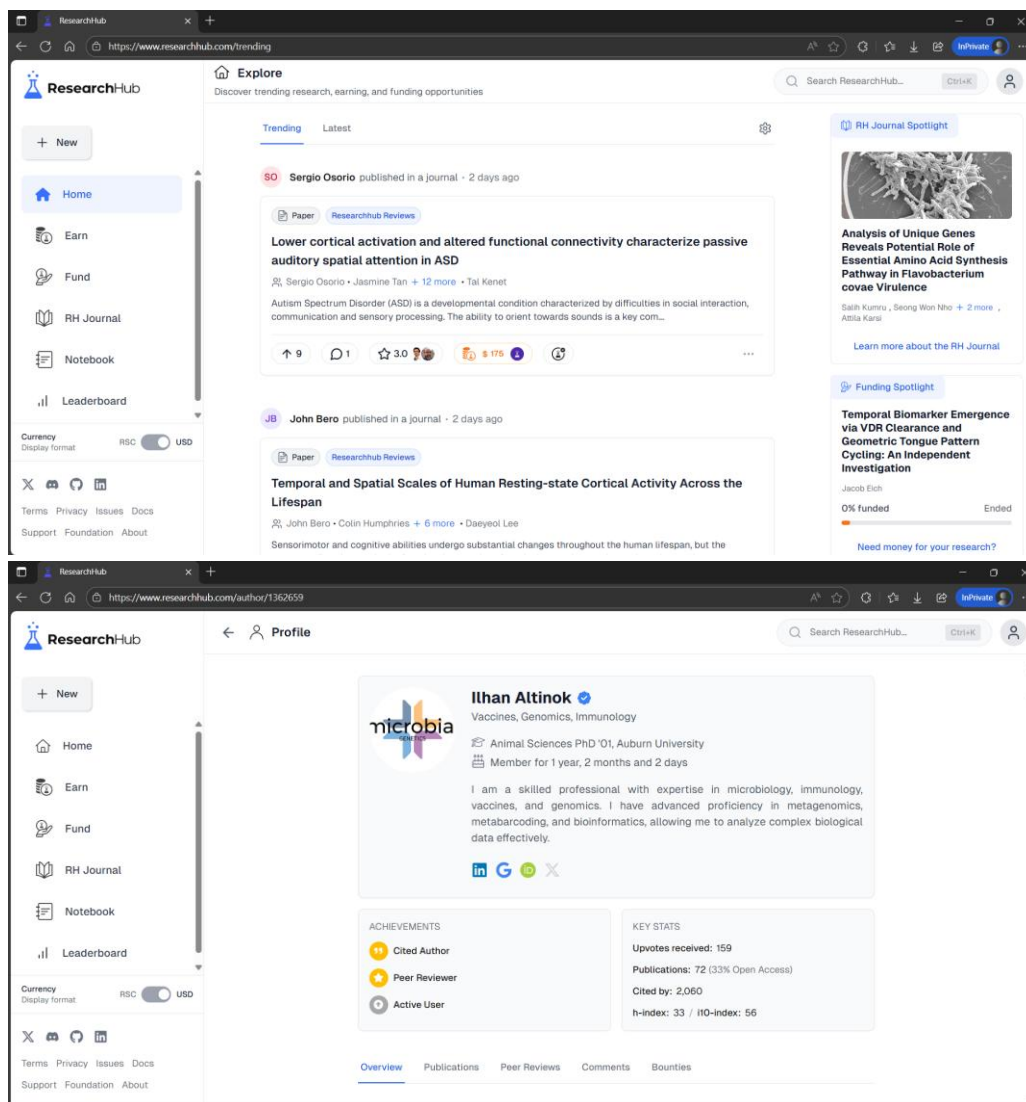 ResearchHub
https://www.researchhub.com/trending
InPrivate
ResearchHub
Explore
Discover trending research, earning, and funding opportunities
Search ResearchHub...
Ctrl+K
+ New
Home
Earn
Fund
RH Journal
Notebook
Leaderboard
Currency
Display format
RSC
USD
Terms Privacy Issues Docs
Support Foundation About
Trending Latest
SO Sergio Osorio published in a journal • 2 days ago
Paper Researchhub Reviews
Lower cortical activation and altered functional connectivity characterize passive
auditory spatial attention in ASD
Sergio Osorio • Jasmine Tan + 12 more • Tal Kenet
Autism Spectrum Disorder (ASD) is a developmental condition characterized by difficulties in social interaction,
communication and sensory processing. The ability to orient towards sounds is a key com...
9 1 3.0 $ 175
JB John Bero published in a journal • 2 days ago
Paper Researchhub Reviews
Temporal and Spatial Scales of Human Resting-state Cortical Activity Across the
Lifespan
John Bero • Colin Humphries + 6 more • Daeyeol Lee
Sensorimotor and cognitive abilities undergo substantial changes throughout the human lifespan, but the
RH Journal Spotlight
Analysis of Unique Genes
Reveals Potential Role of
Essential Amino Acid Synthesis
Pathway in Flavobacterium
covae Virulence
Salih Kumru , Seong Won Nho + 2 more ,
Attila Karsi
Learn more about the RH Journal
Funding Spotlight
Temporal Biomarker Emergence
via VDR Clearance and
Geometric Tongue Pattern
Cycling: An Independent
Investigation
Jacob Eich
0% funded Ended
Need money for your research?
ResearchHub
https://www.researchhub.com/author/1362659
InPrivate
ResearchHub
Profile
Search ResearchHub...
Ctrl+K
+ New
Home
Earn
Fund
RH Journal
Notebook
Leaderboard
Currency
Display format
RSC
USD
Terms Privacy Issues Docs
Support Foundation About
microbia
GENETICS
Ilhan Altinok
Vaccines, Genomics, Immunology
Animal Sciences PhD '01, Auburn University
Member for 1 year, 2 months and 2 days
I am a skilled professional with expertise in microbiology, immunology,
vaccines, and genomics. I have advanced proficiency in metagenomics,
metabarcoding, and bioinformatics, allowing me to analyze complex biological
data effectively.
in G iD X
ACHIEVEMENTS
Cited Author
Peer Reviewer
Active User
KEY STATS
Upvotes received: 159
Publications: 72 (33% Open Access)
Cited by: 2,060
h-index: 33 / i10-index: 56
Overview Publications Peer Reviews Comments Bounties